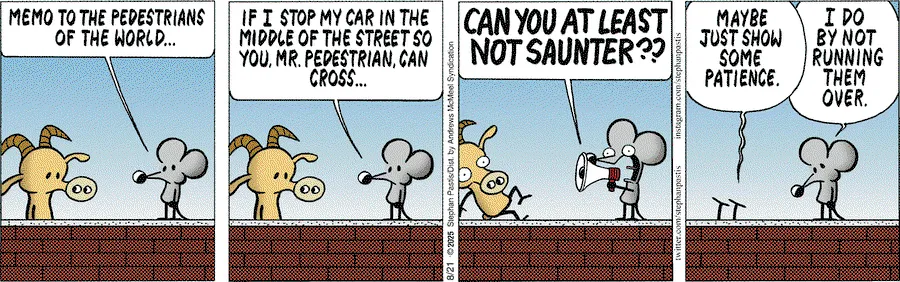 MEMO TO THE PEDESTRIANS
OF THE WORLD...
IF I STOP MY CAR IN THE
MIDDLE OF THE STREET SO
YOU, MR. PEDESTRIAN, CAN
CROSS...
8/21 © 2025 Stephan Pastis/Dist. by Andrews McMeel Syndication
CAN YOU AT LEAST
NOT SAUNTER??
twitter.com/stephanpastis instagram.com/stephanpastis
MAYBE
JUST SHOW
SOME
PATIENCE.
I DO
BY NOT
RUNNING
THEM
OVER.